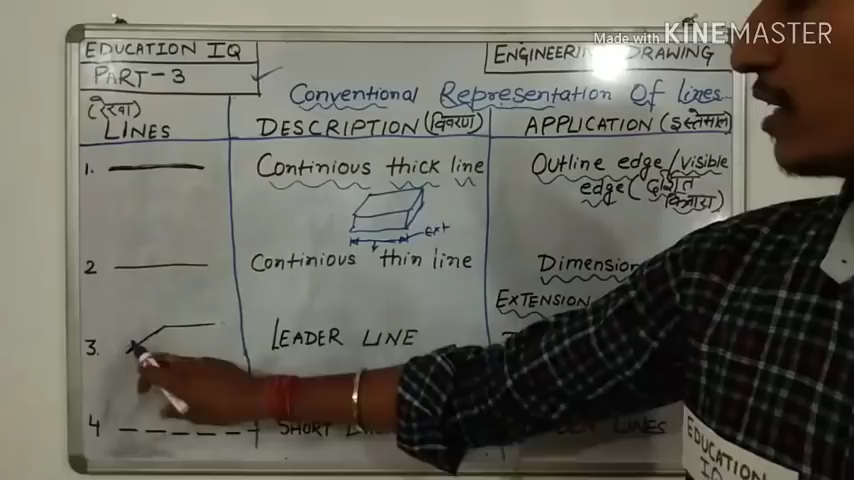 Made with KINEMASTER
EDUCATION IQ
PART-3
ENGINEERING DRAWING
Conventional Representation Of lines...
(रेखा)
LINES
DESCRIPTION (विवरण)
APPLICATION (इस्तेमाल)
1.
Continious thick line
Outline edge/visible
edge(
EXt
2
Continious thin line
Dimension
EXTENSION
3.
LEADER LINE
4
SHORT
LINES
EDUCATION
IQ